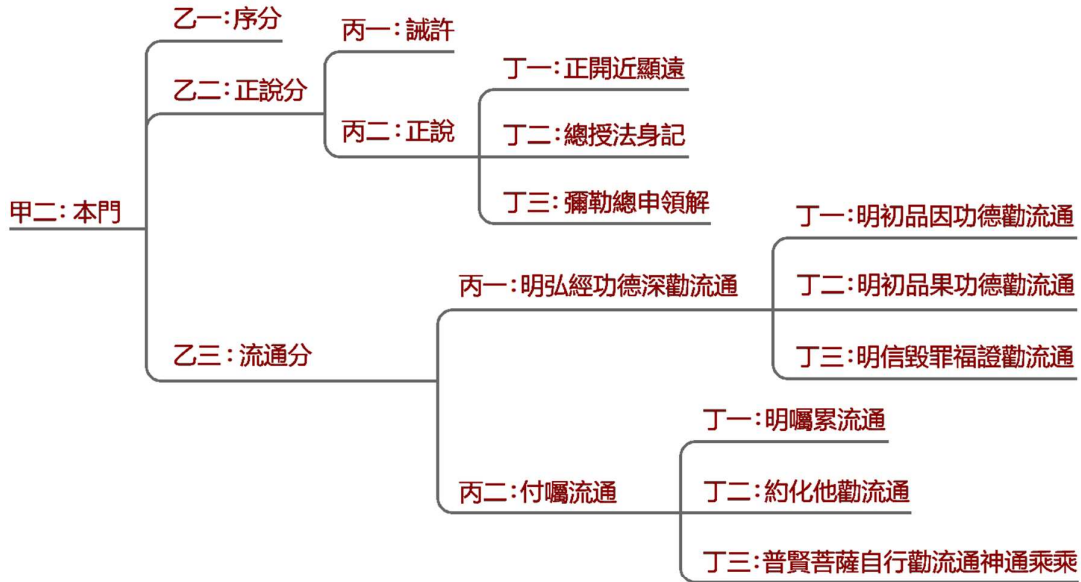 甲二：本門
乙一：序分
乙二：正說分
丙一：誡許
丙二：正說
丁一：正開近顯遠
丁二：總授法身記
丁三：彌勒總申領解
乙三：流通分
丙一：明弘經功德深勸流通
丁一：明初品因功德勸流通
丁二：明初品果功德勸流通
丁三：明信毀罪福證勸流通
丙二：付囑流通
丁一：明囑累流通
丁二：約化他勸流通
丁三：普賢菩薩自行勸流通神通乘乘